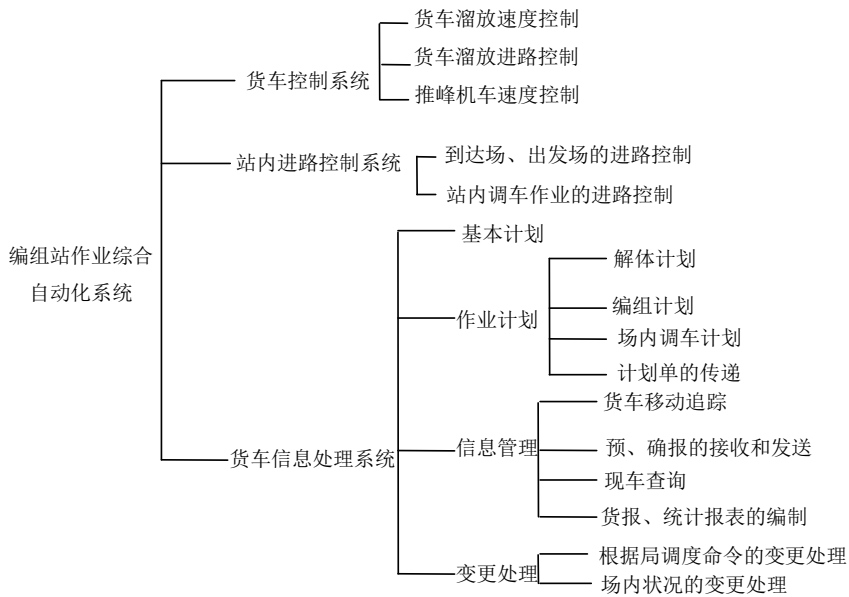 编组站作业综合
自动化系统
货车控制系统
货车溜放速度控制
货车溜放进路控制
推峰机车速度控制
站内进路控制系统
到达场、出发场的进路控制
站内调车作业的进路控制
货车信息处理系统
基本计划
作业计划
解体计划
编组计划
场内调车计划
计划单的传递
信息管理
货车移动追踪
预、确报的接收和发送
现车查询
货报、统计报表的编制
变更处理
根据局调度命令的变更处理
场内状况的变更处理